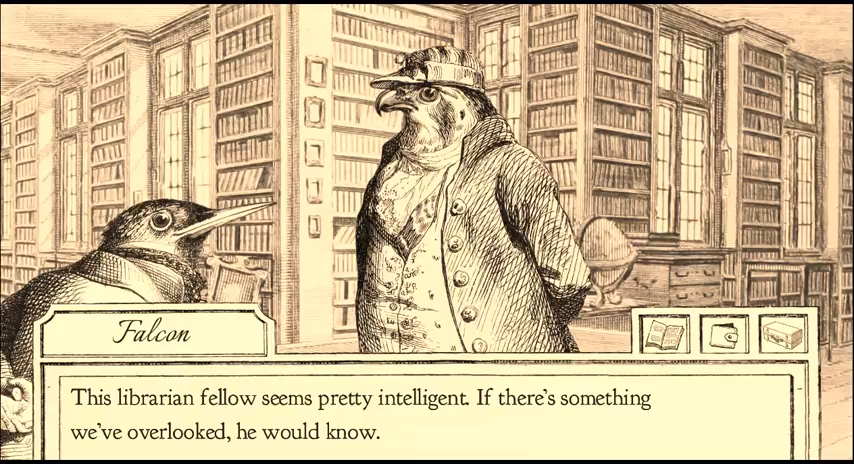 Falcon
This librarian fellow seems pretty intelligent. If there's something
we've overlooked, he would know.